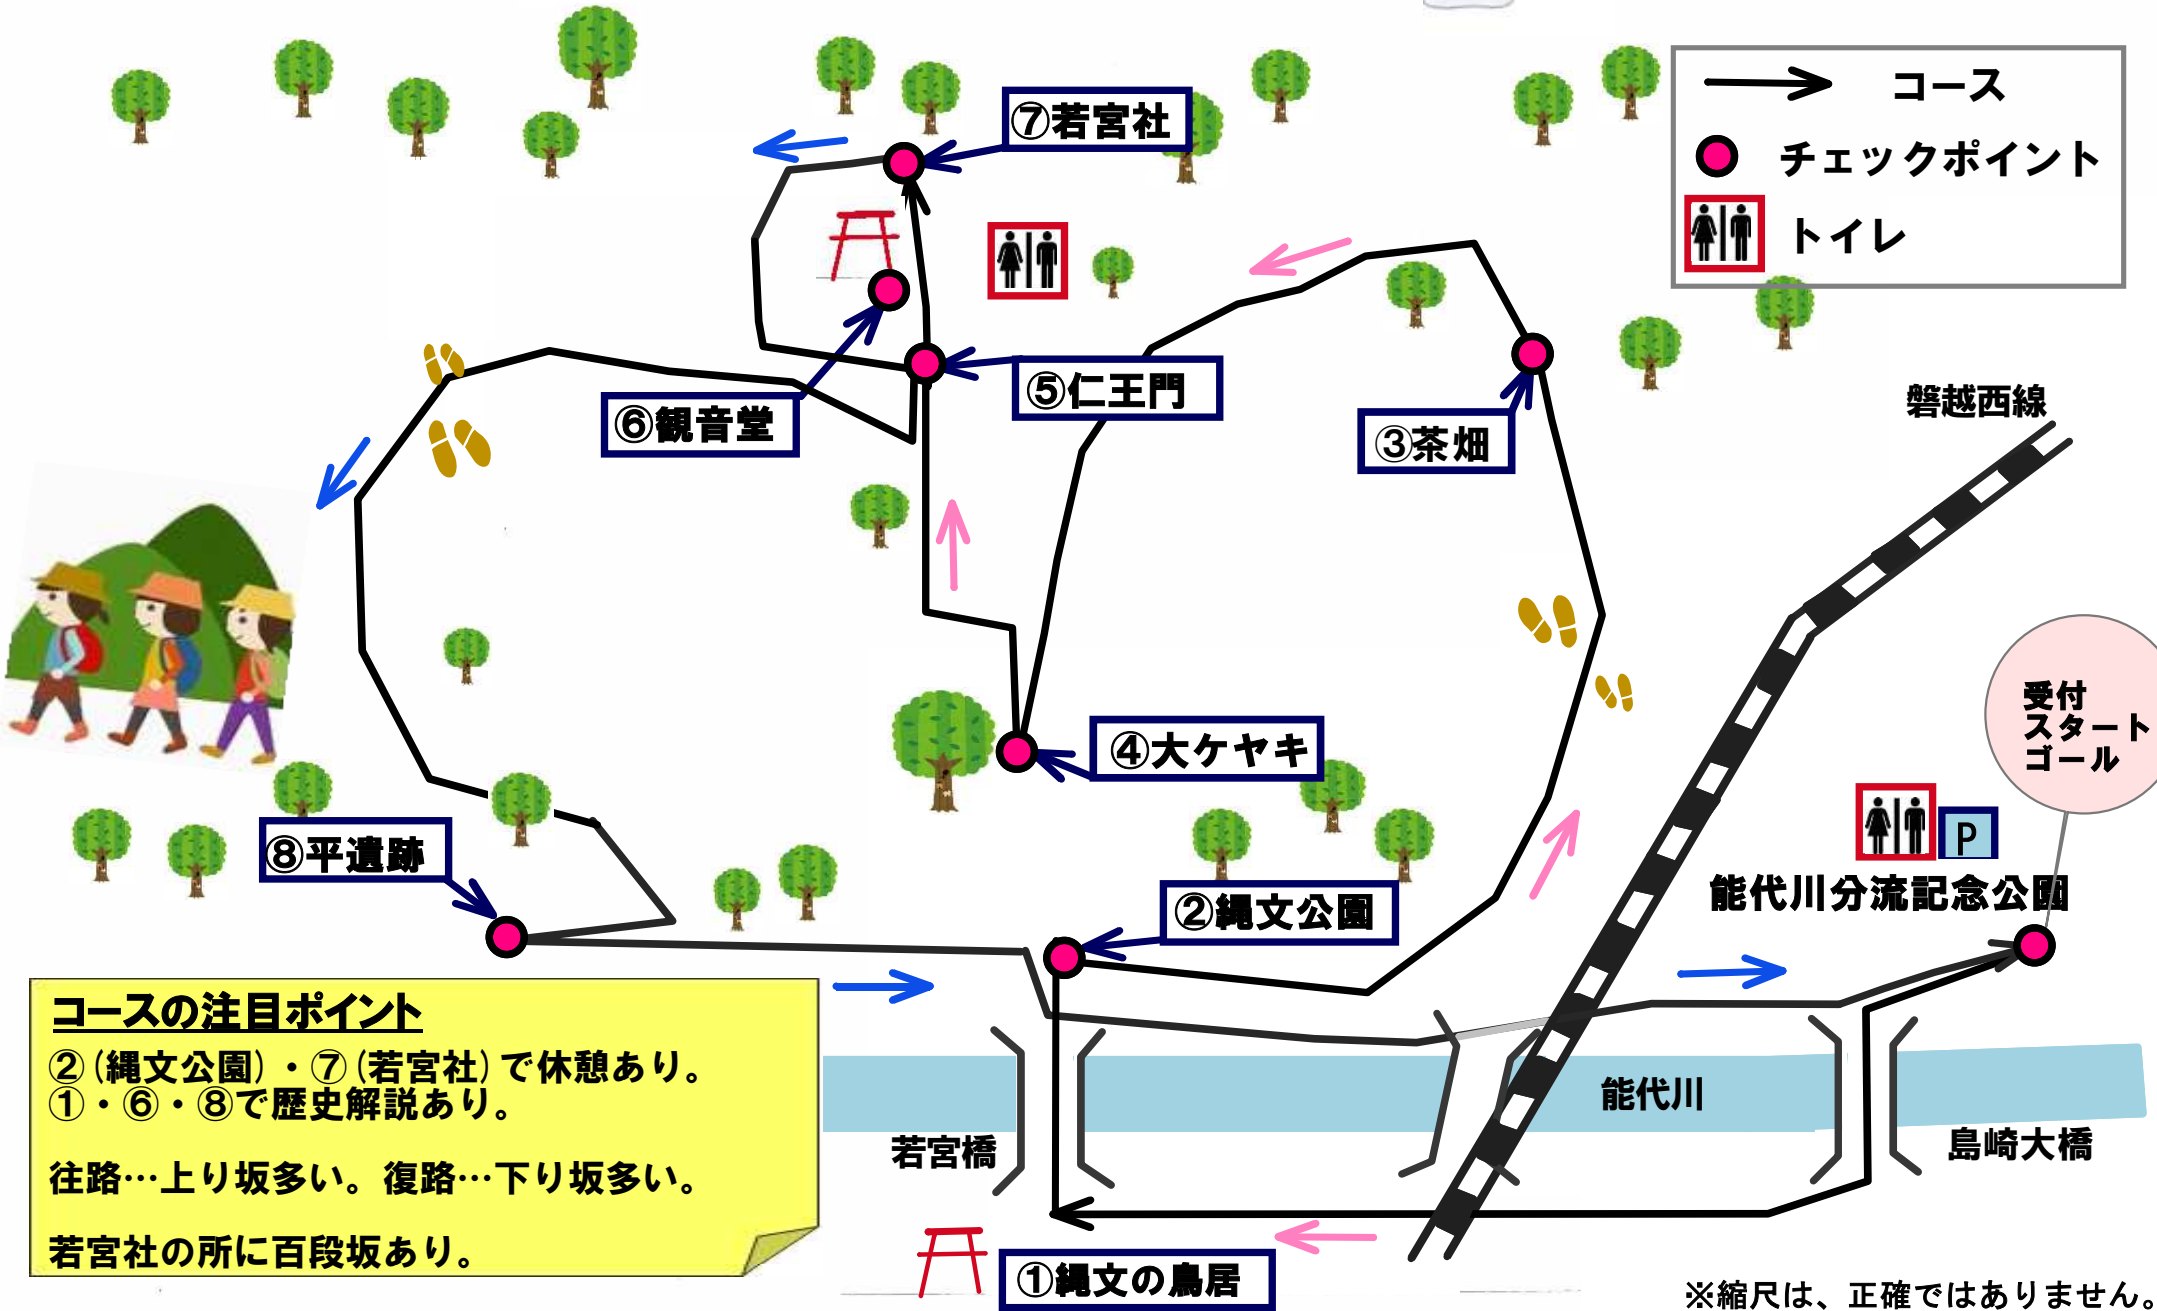 コース
チェックポイント
トイレ
⑦若宮社
⑤仁王門
⑥観音堂
③茶畑
磐越西線
受付
スタート
ゴール
④大ケヤキ
P
⑧平遺跡
能代川分流記念公園
②縄文公園
コースの注目ポイント
②(縄文公園)・⑦(若宮社)で休憩あり。
①・⑥・⑧で歴史解説あり。
往路…上り坂多い。復路…下り坂多い。
若宮社の所に百段坂あり。
能代川
若宮橋
島崎大橋
①縄文の鳥居
※縮尺は、正確ではありません。